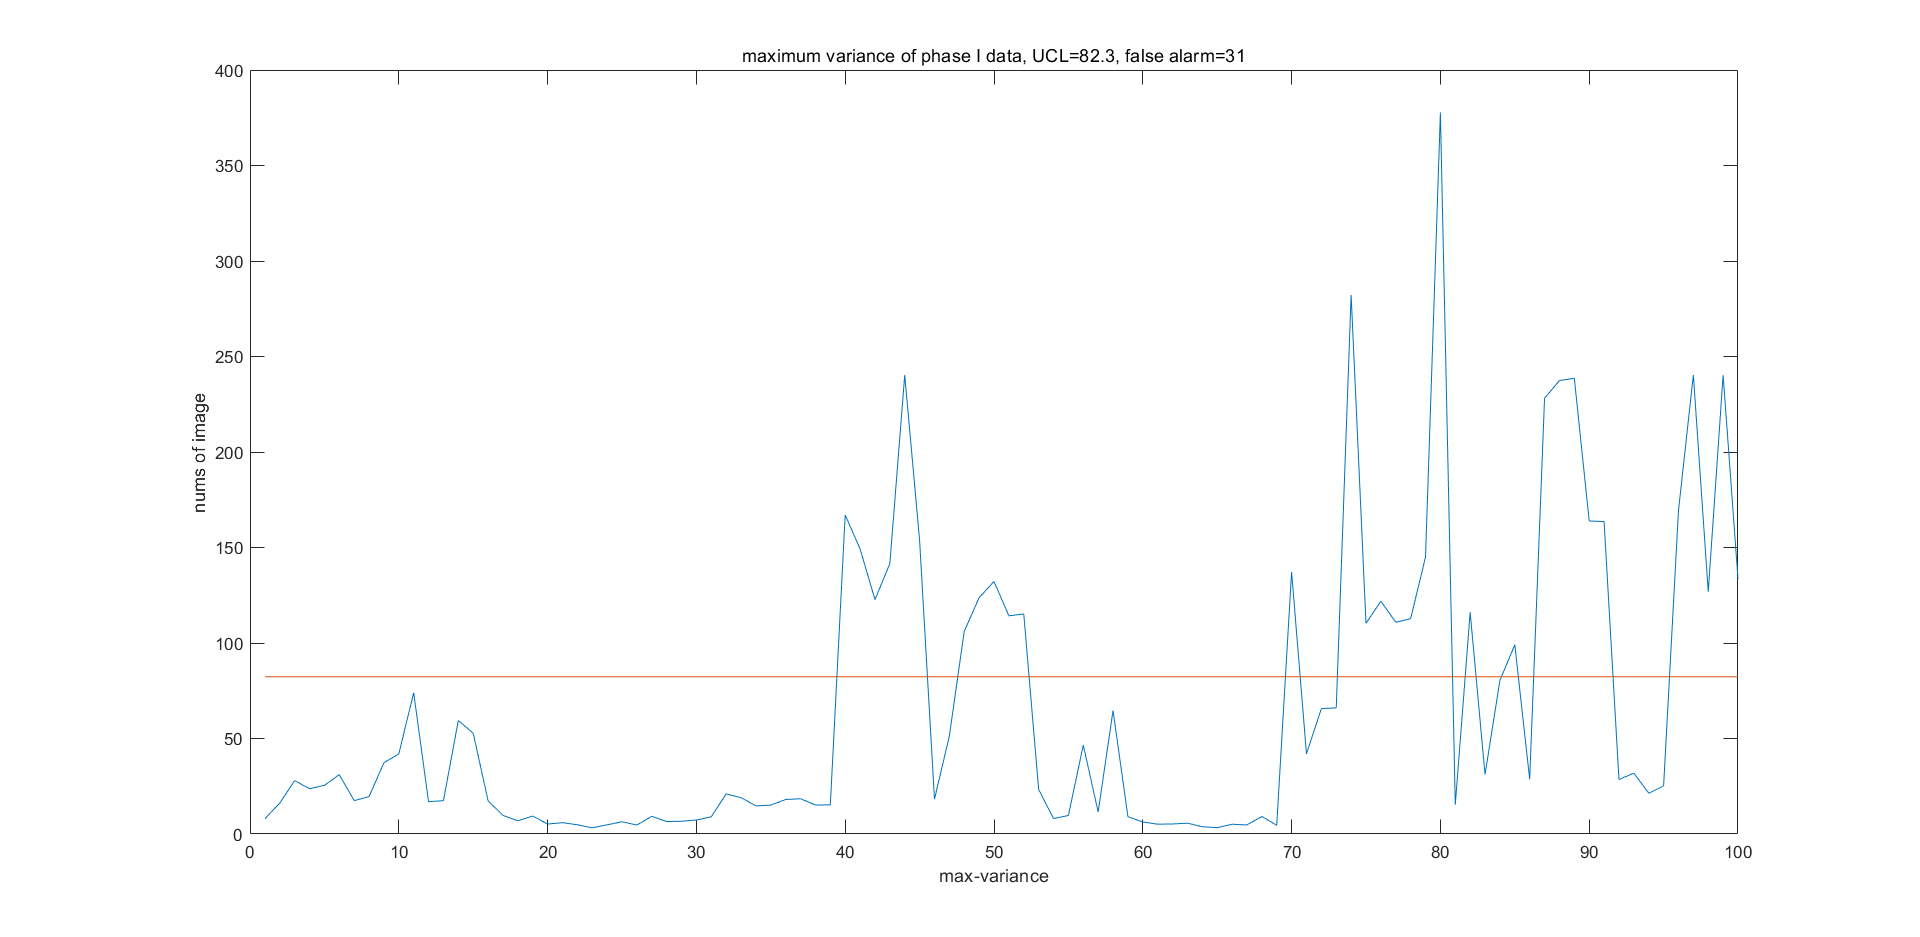 maximum variance of phase I data, UCL=82.3, false alarm=31
400
350
300
250
200
150
100
50
0
nums of image
0 10 20 30 40 50 60 70 80 90 100
max-variance